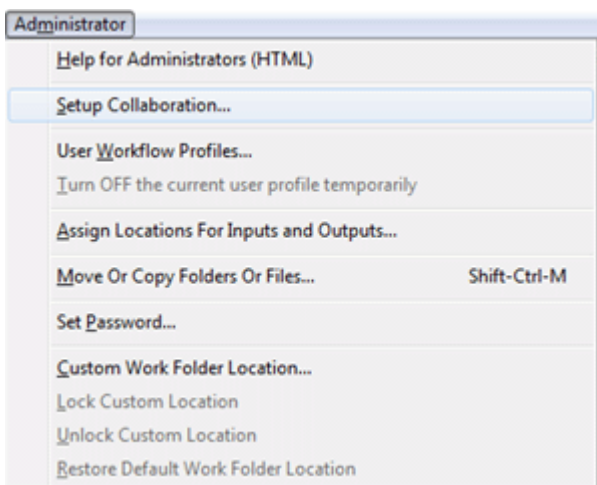 Administrator
Help for Administrators (HTML)
Setup Collaboration...
User Workflow Profiles...
Turn OFF the current user profile temporarily
Assign Locations For Inputs and Outputs...
Move Or Copy Folders Or Files... Shift-Ctrl-M
Set Password...
Custom Work Folder Location...
Lock Custom Location
Unlock Custom Location
Restore Default Work Folder Location